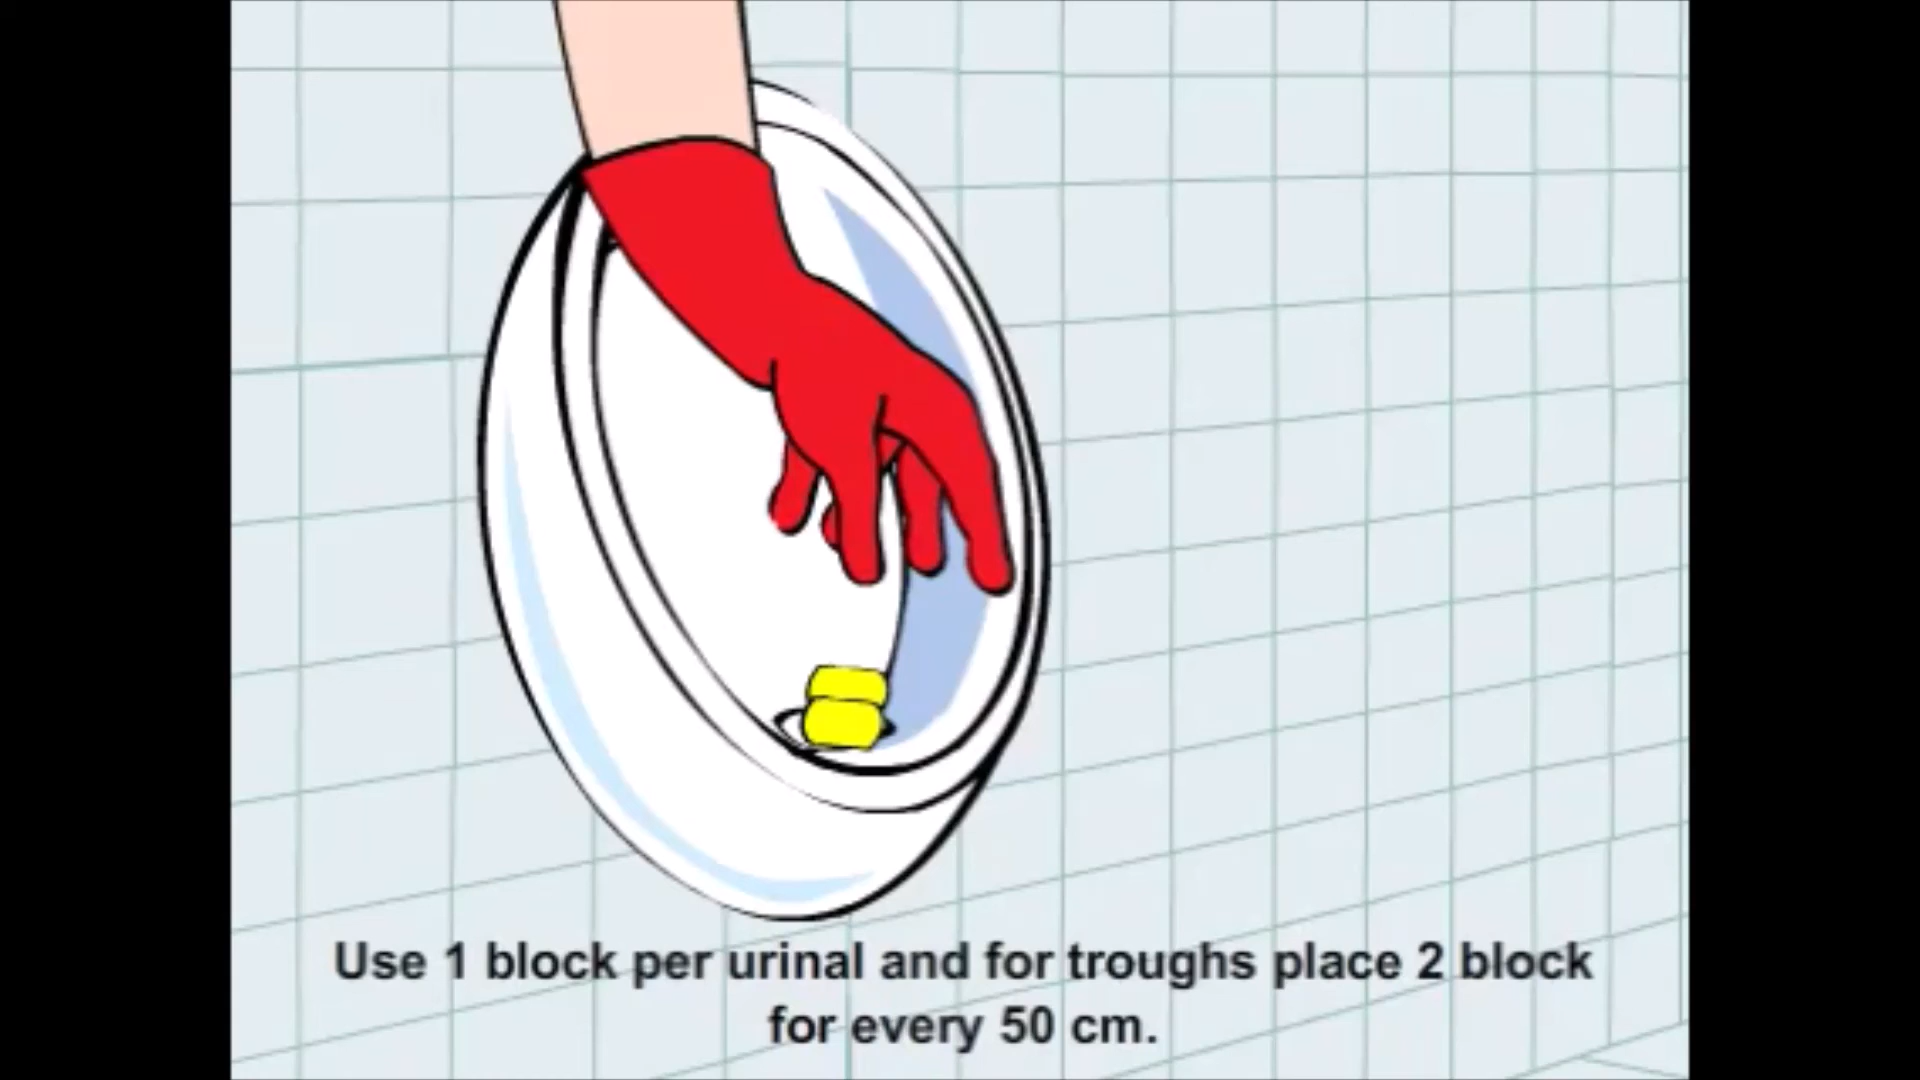 Use 1 block per urinal and for troughs place 2 block
for every 50 cm.